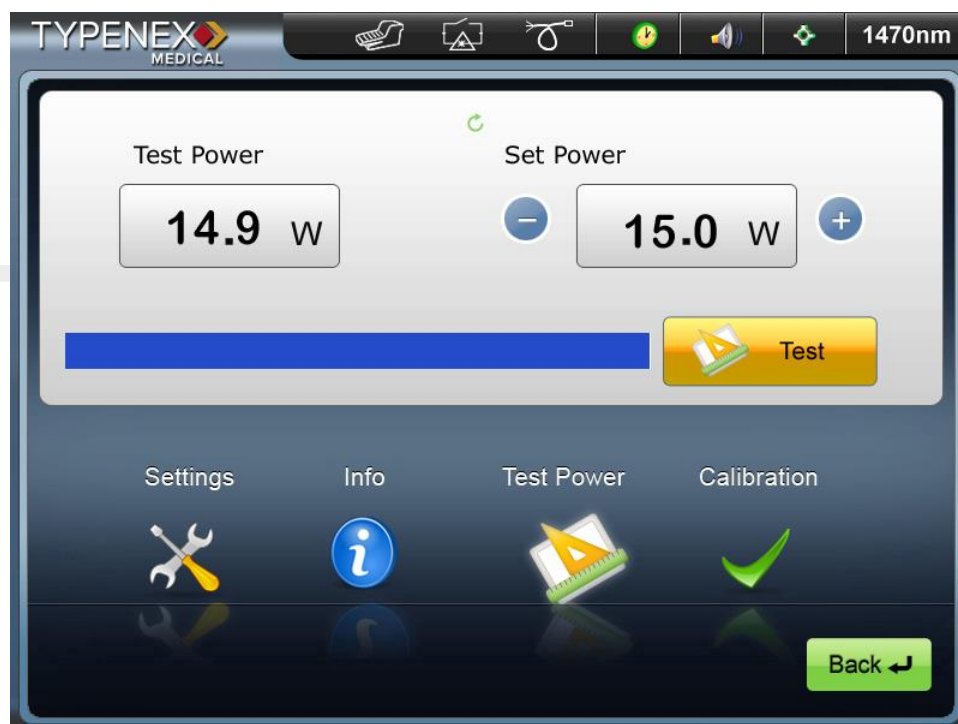 TYPENEX
MEDICAL
1470nm
Test Power
Set Power
14.9 W
15.0 W
Test
Settings
Info
Test Power
Calibration
Back